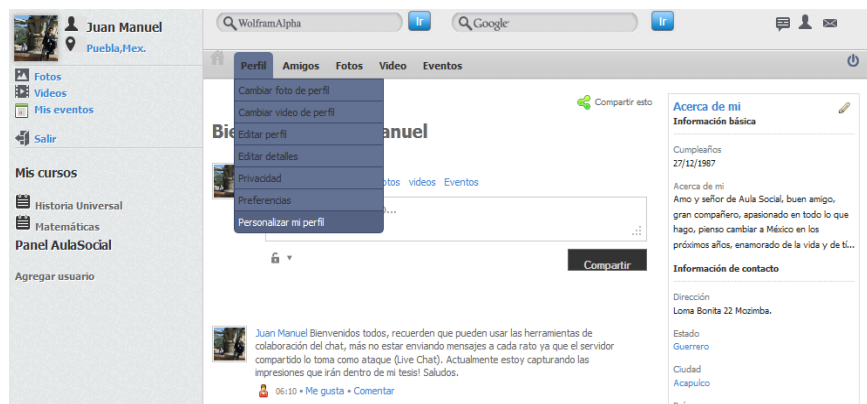 Juan Manuel
Puebla,Mex.
Fotos
Videos
Mis eventos
Salir
Mis cursos
Historia Universal
Matemáticas
Panel AulaSocial
Agregar usuario
WolframAlpha
Ir
Google
Ir
Perfil Amigos Fotos Video Eventos
Cambiar foto de perfil
Cambiar video de perfil
Editar perfil
Editar detalles
Privacidad
Preferencias
Personalizar mi perfil
Compartir esto
Bie anuel
otos videos Eventos
o...
Compartir
Juan Manuel Bienvenidos todos, recuerden que pueden usar las herramientas de
colaboración del chat, más no estar enviando mensajes a cada rato ya que el servidor
compartido lo toma como ataque (Live Chat). Actualmente estoy capturando las
impresiones que irán dentro de mi tesis! Saludos.
06:10 • Me gusta • Comentar
Acerca de mi
Información básica
Cumpleaños
27/12/1987
Acerca de mi
Amo y señor de Aula Social, buen amigo,
gran compañero, apasionado en todo lo que
hago, pienso cambiar a México en los
próximos años, enamorado de la vida y de tí...
Información de contacto
Dirección
Loma Bonita 22 Mozimba.
Estado
Guerrero
Ciudad
Acapulco